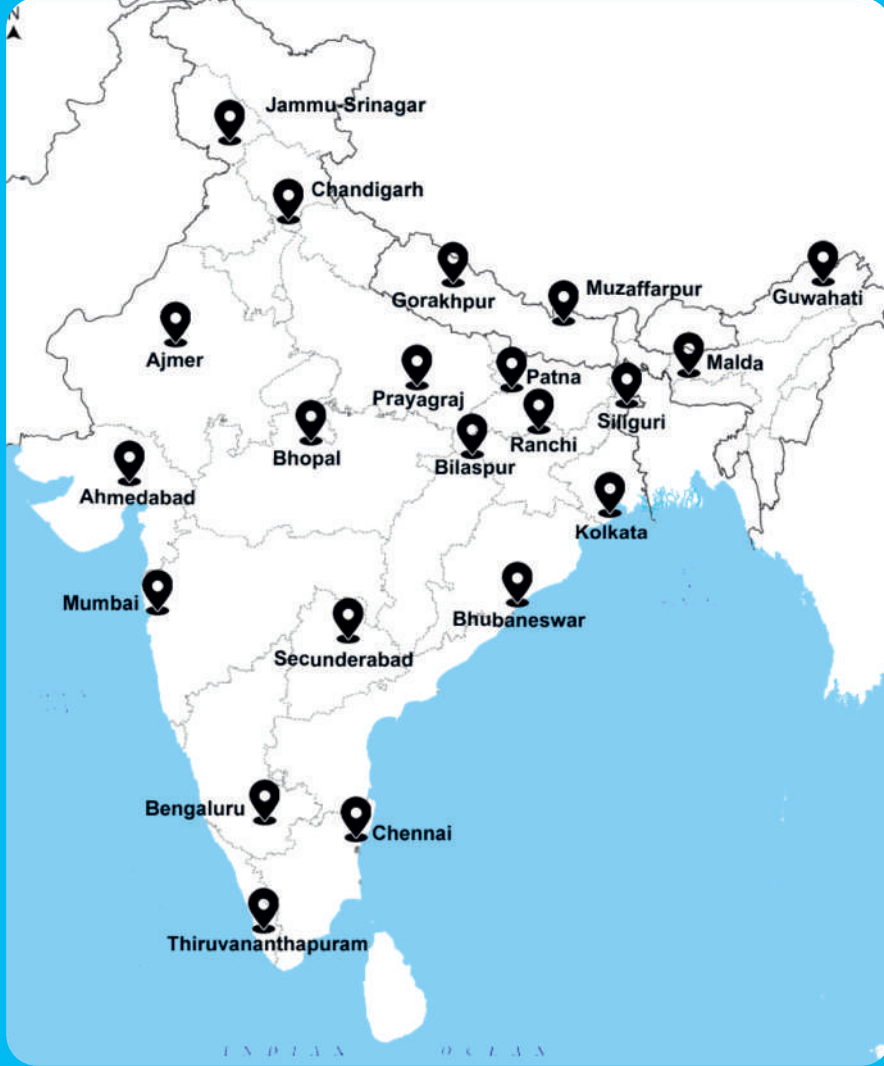 N
Jammu-Srinagar
Chandigarh
Gorakhpur
Muzaffarpur
Guwahati
Ajmer
Malda
Prayagraj
Patna
Siliguri
Ranchi
Bhopal
Bilaspur
Ahmedabad
Kolkata
Mumbai
Bhubaneswar
Secunderabad
Bengaluru
Chennai
Thiruvananthapuram
INDIAN OCEAN